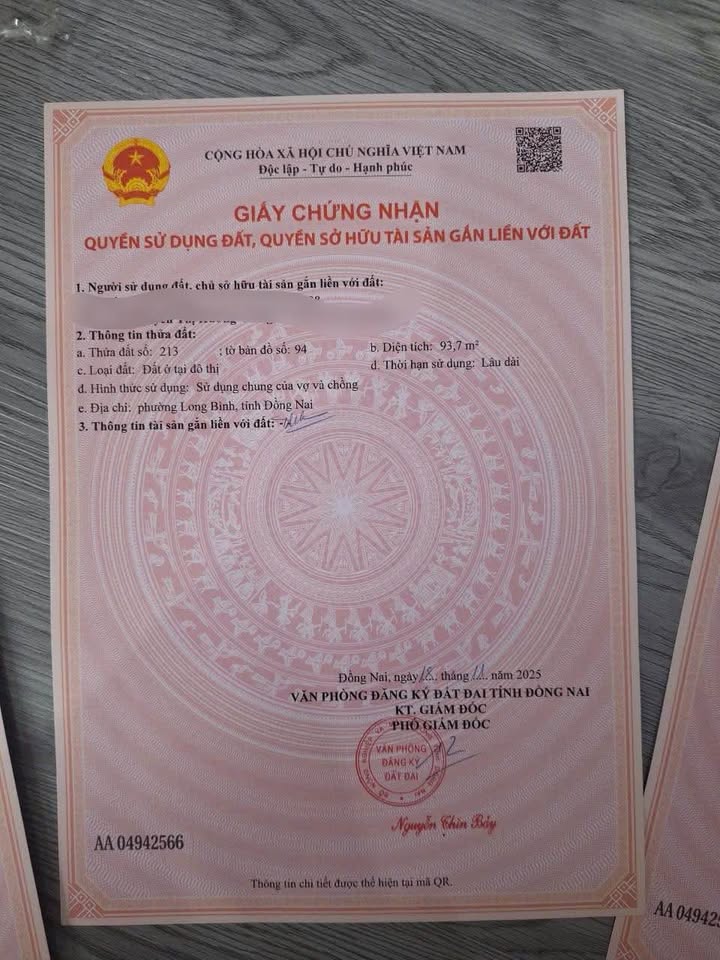 CỘNG HÒA XÃ HỘI CHỦ NGHĨA VIỆT NAM
Độc lập - Tự do - Hạnh phúc
GIẤY CHỨNG NHẬN
QUYỀN SỬ DỤNG ĐẤT, QUYỀN SỞ HỮU TÀI SẢN GẮN LIỀN VỚI ĐẤT
1. Người sử dụng đất, chủ sở hữu tài sản gắn liền với đất:
2. Thông tin thửa đất:
a. Thửa đất số: 213 ; tờ bản đồ số: 94 b. Diện tích: 93,7 m²
c. Loại đất: Đất ở tại đô thị d. Thời hạn sử dụng: Lâu dài
đ. Hình thức sử dụng: Sử dụng chung của vợ và chồng
e. Địa chỉ: phường Long Bình, tỉnh Đồng Nai
3. Thông tin tài sản gắn liền với đất: -
Đồng Nai, ngày 18 tháng 11 năm 2025
VĂN PHÒNG ĐĂNG KÝ ĐẤT ĐAI TỈNH ĐỒNG NAI
KT. GIÁM ĐỐC
PHÓ GIÁM ĐỐC
VĂN PHÒNG
ĐĂNG KÝ
ĐẤT ĐAI
Nguyễn Chín Bảy
AA 04942566
Thông tin chi tiết được thể hiện tại mã QR.
AA 04942